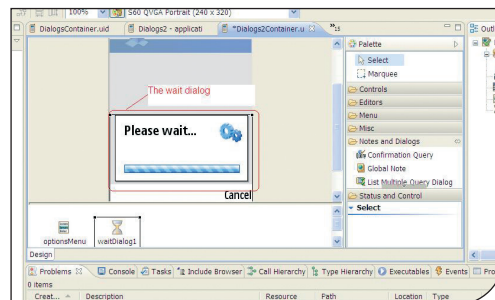 100%
S60 QVGA Portrait (240 x 320)
DialogsContainer.uid
Dialogs2 - applicati
*Dialogs2Container.u
»15
Outl
The wait dialog
Please wait...
Cancel
optionsMenu
waitDialog1
Palette
Select
Marquee
Controls
Editors
Menu
Misc
Notes and Dialogs
Confirmation Query
Global Note
List Multiple Query Dialog
Status and Control
Select
Design
Problems
Console
Tasks
Include Browser
Call Hierarchy
Type Hierarchy
Executables
Events
Pro
0 items
Creat...
Description
Resource
Path
Location
Type